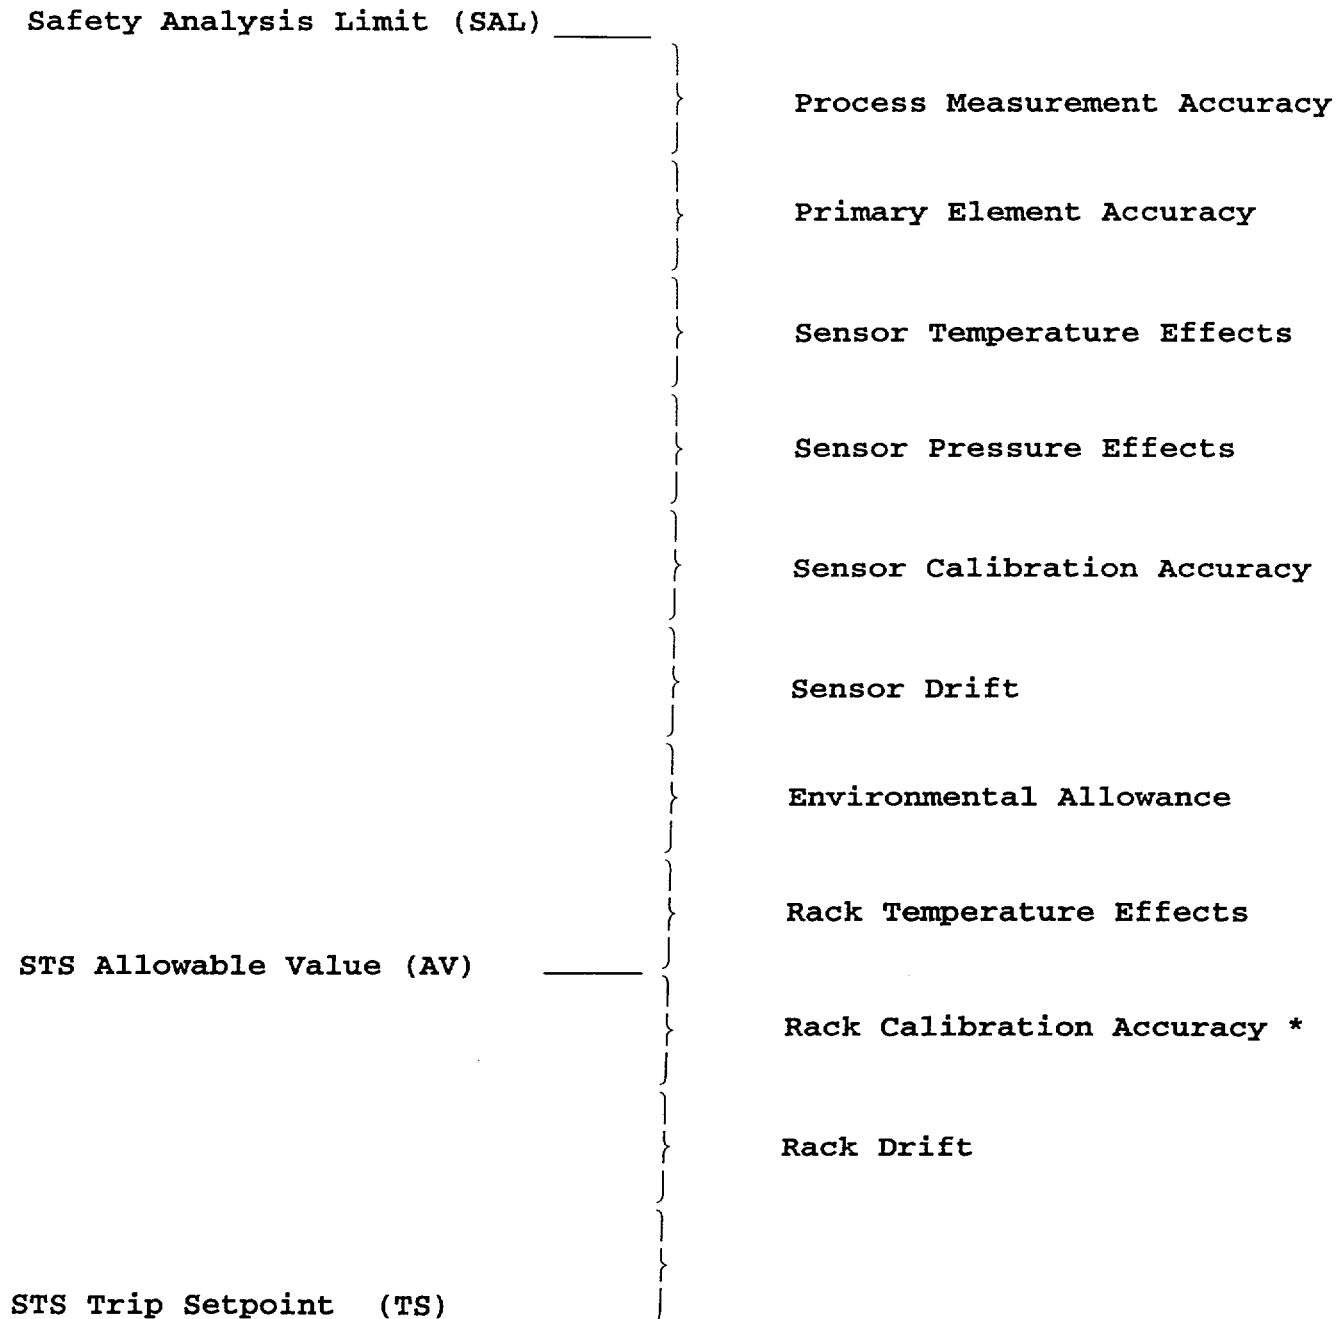 Safety Analysis Limit (SAL)
Process Measurement Accuracy
Primary Element Accuracy
Sensor Temperature Effects
Sensor Pressure Effects
Sensor Calibration Accuracy
Sensor Drift
Environmental Allowance
Rack Temperature Effects
STS Allowable Value (AV)
Rack Calibration Accuracy *
Rack Drift
STS Trip Setpoint (TS)